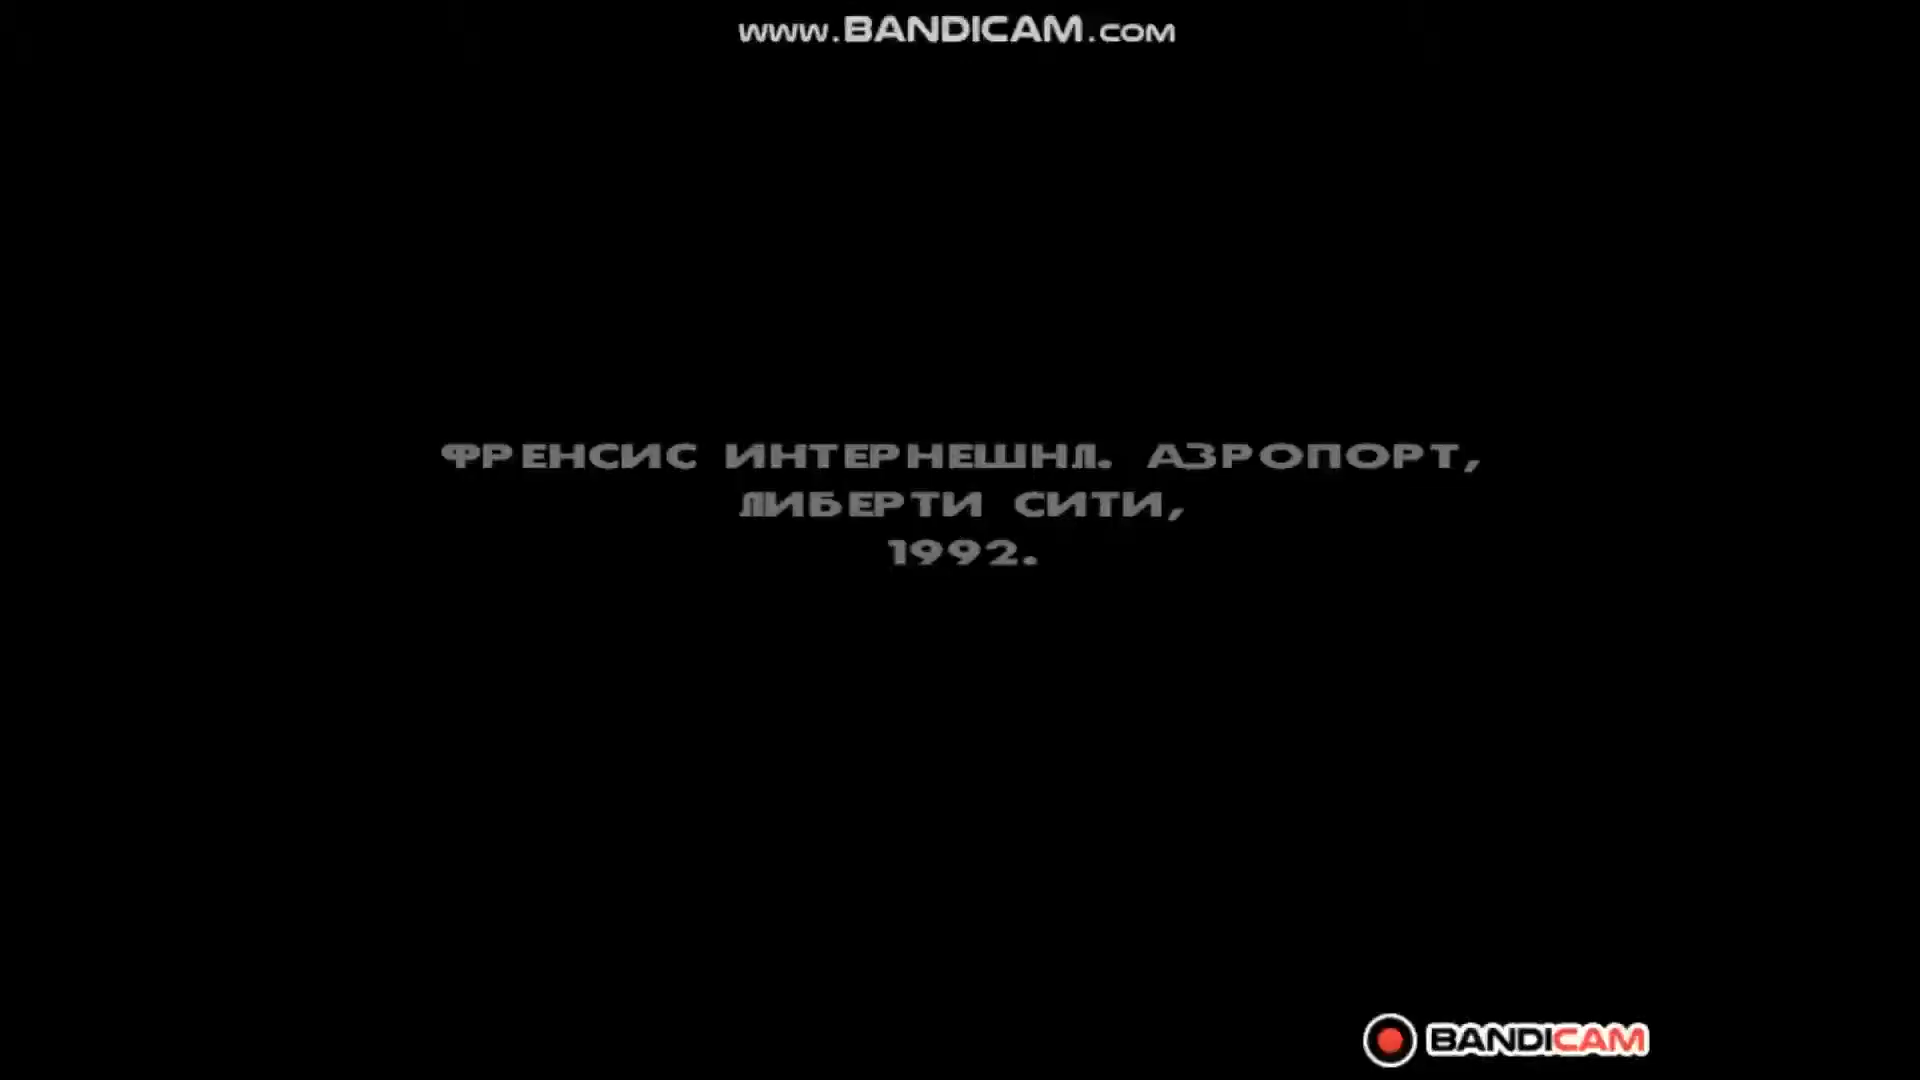 www.BANDICAM.com
ФРЕНСИС ИНТЕРНЕШНЛ. АЭРОПОРТ,
ЛИБЕРТИ СИТИ,
1992.
BANDICAM